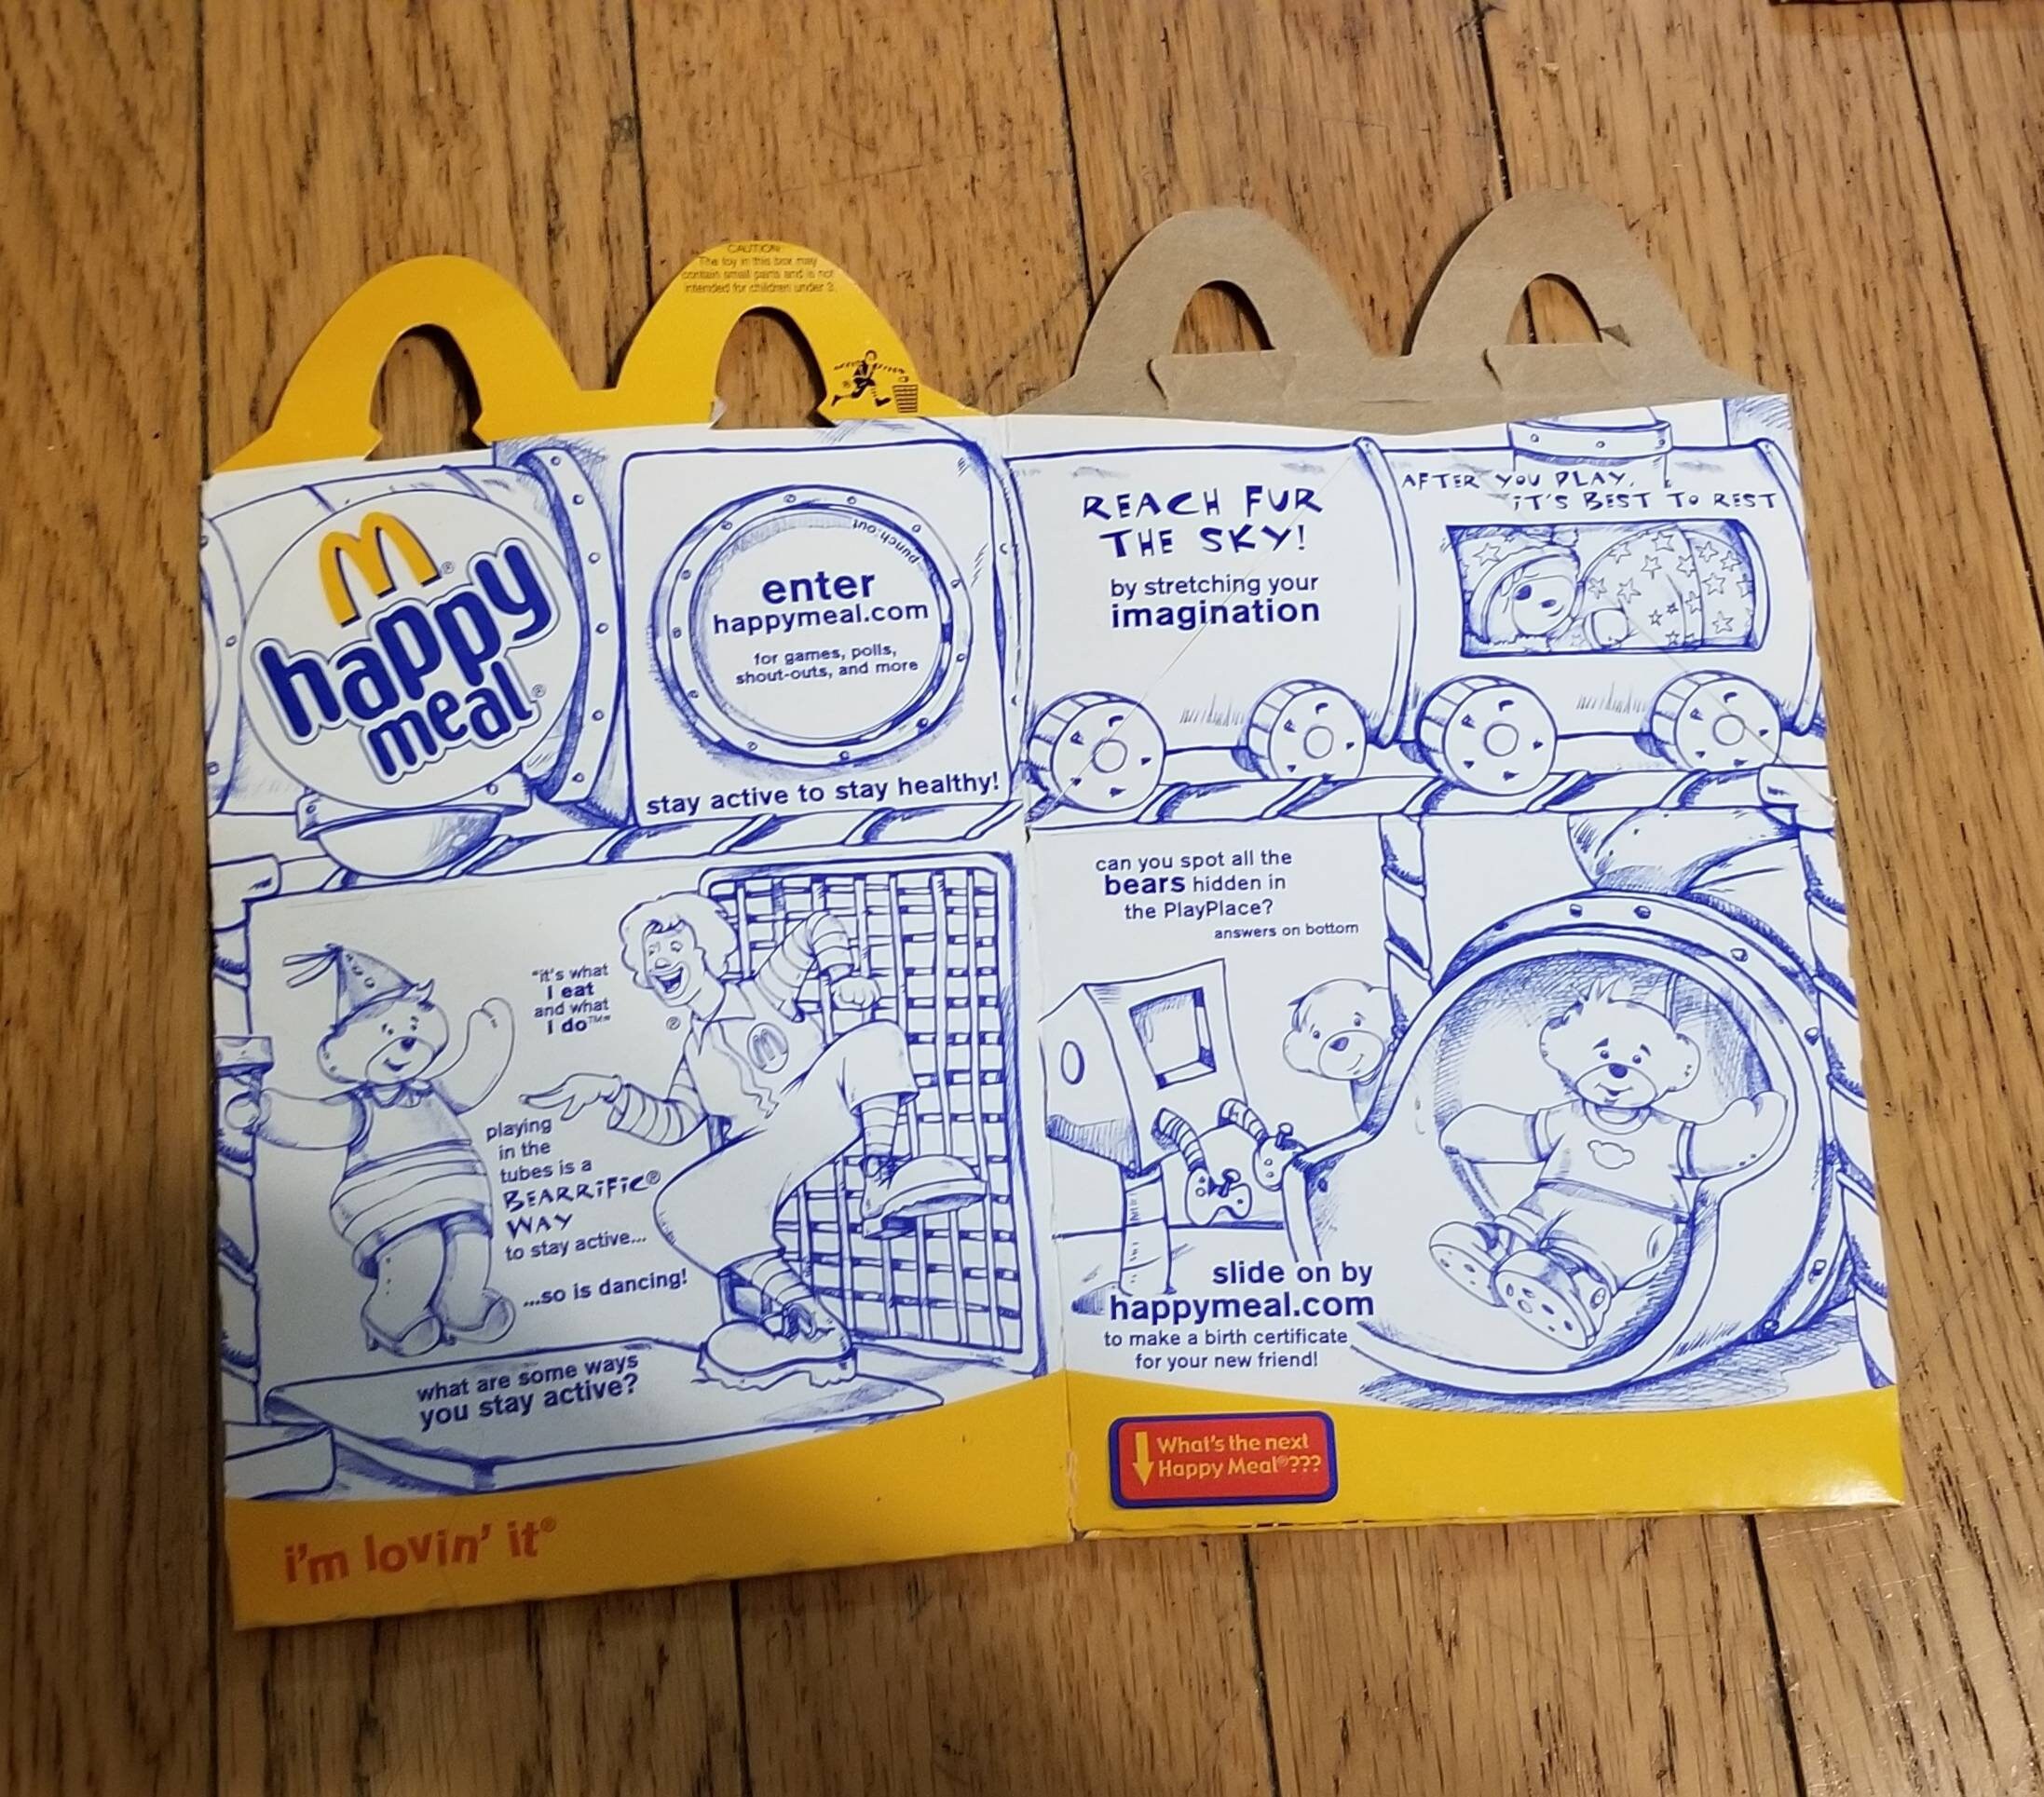 CAUTION:
The toy in this box may
contain small parts and is not
intended for children under 3.
®
happy
meal®
punch-out
enter
happymeal.com
for games, polls,
shout-outs, and more
stay active to stay healthy!
REACH FUR
THE SKY!
by stretching your
imagination
AFTER YOU PLAY,
IT'S BEST TO REST
"it's what
I eat
and what
I do™"
®
playing
in the
tubes is a
BEARRIFIC®
WAY
to stay active...
...so is dancing!
what are some ways
you stay active?
can you spot all the
bears hidden in
the PlayPlace?
answers on bottom
slide on by
happymeal.com
to make a birth certificate
for your new friend!
What's the next
Happy Meal®???
i'm lovin' it®